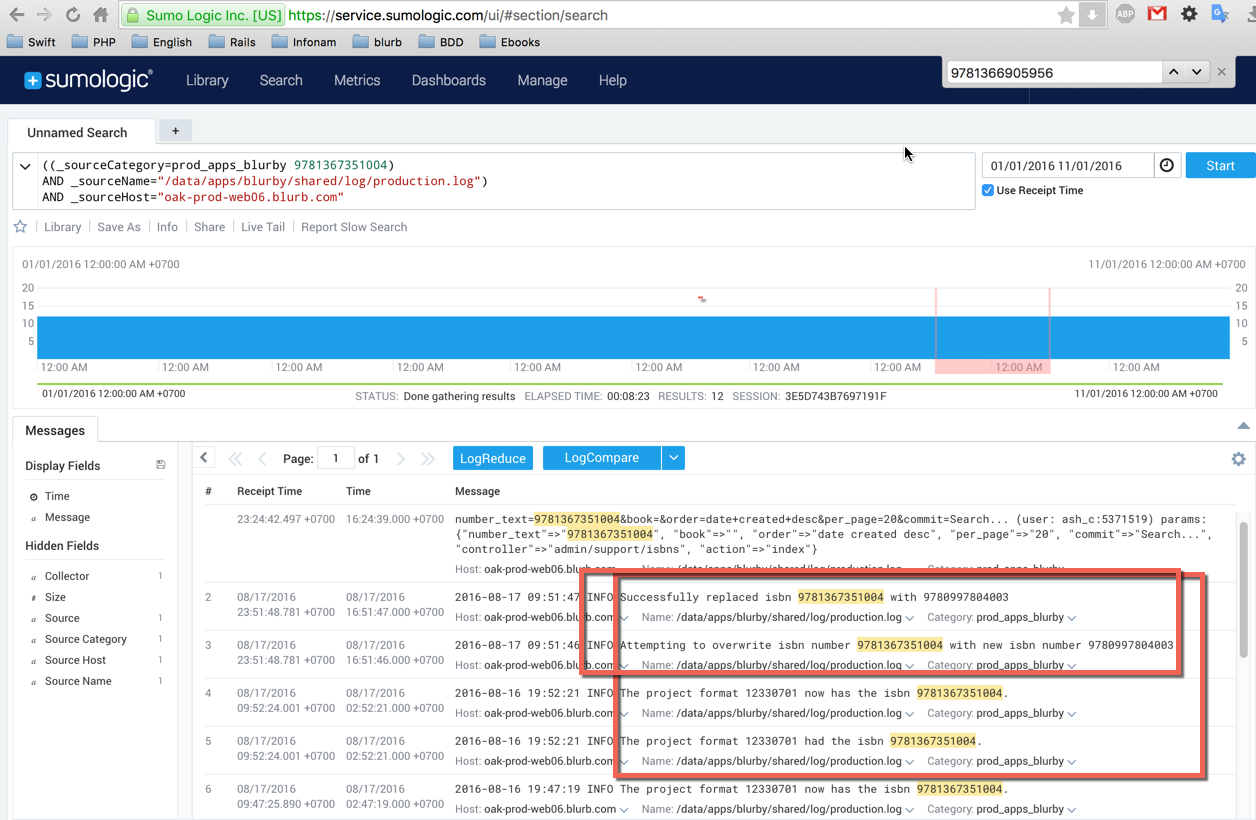 Sumo Logic Inc. [US] https://service.sumologic.com/ui/#section/search
ABP
Swift PHP English Rails Infonam blurb BDD Ebooks
sumologic Library Search Metrics Dashboards Manage Help
9781366905956
Unnamed Search +
((_sourceCategory=prod_apps_blurby 9781367351004)
AND _sourceName="/data/apps/blurby/shared/log/production.log")
AND _sourceHost="oak-prod-web06.blurb.com"
01/01/2016 11/01/2016 Start
Use Receipt Time
Library Save As Info Share Live Tail Report Slow Search
01/01/2016 12:00:00 AM +0700 11/01/2016 12:00:00 AM +0700
20 20
15 15
10 10
5 5
12:00 AM 12:00 AM 12:00 AM 12:00 AM 12:00 AM 12:00 AM 12:00 AM 12:00 AM 12:00 AM 12:00 AM
01/01/2016 12:00:00 AM +0700 STATUS: Done gathering results ELAPSED TIME: 00:08:23 RESULTS: 12 SESSION: 3E5D743B7697191F 11/01/2016 12:00:00 AM +0700
Messages
Page: 1 of 1 LogReduce LogCompare
Display Fields
a Time
a Message
Hidden Fields
a Collector 1
# Size
a Source 1
a Source Category 1
a Source Host 1
a Source Name 1
# Receipt Time Time Message
23:24:42.497 +0700 16:24:39.000 +0700 number_text=9781367351004&book=&order=date+created+desc&per_page=20&commit=Search... (user: ash_c:5371519) params:
{"number_text"=>"9781367351004", "book"=>"", "order"=>"date created desc", "per_page"=>"20", "commit"=>"Search...",
"controller"=>"admin/support/isbns", "action"=>"index"}
Host: oak-prod-web06.blurb.com Name: /data/apps/blurby/shared/log/production.log Category: prod_apps_blurby
2 08/17/2016 08/17/2016 2016-08-17 09:51:47 INFO Successfully replaced isbn 9781367351004 with 9780997804003
23:51:48.781 +0700 16:51:47.000 +0700 Host: oak-prod-web06.blurb.com Name: /data/apps/blurby/shared/log/production.log Category: prod_apps_blurby
3 08/17/2016 08/17/2016 2016-08-17 09:51:46 INFO Attempting to overwrite isbn number 9781367351004 with new isbn number 9780997804003
23:51:48.781 +0700 16:51:46.000 +0700 Host: oak-prod-web06.blurb.com Name: /data/apps/blurby/shared/log/production.log Category: prod_apps_blurby
4 08/17/2016 08/17/2016 2016-08-16 19:52:21 INFO The project format 12330701 now has the isbn 9781367351004.
09:52:24.001 +0700 02:52:21.000 +0700 Host: oak-prod-web06.blurb.com Name: /data/apps/blurby/shared/log/production.log Category: prod_apps_blurby
5 08/17/2016 08/17/2016 2016-08-16 19:52:21 INFO The project format 12330701 had the isbn 9781367351004.
09:52:24.001 +0700 02:52:21.000 +0700 Host: oak-prod-web06.blurb.com Name: /data/apps/blurby/shared/log/production.log Category: prod_apps_blurby
6 08/17/2016 08/17/2016 2016-08-16 19:47:19 INFO The project format 12330701 now has the isbn 9781367351004.
09:47:25.890 +0700 02:47:19.000 +0700 Host: oak-prod-web06.blurb.com Name: /data/apps/blurby/shared/log/production.log Category: prod_apps_blurby